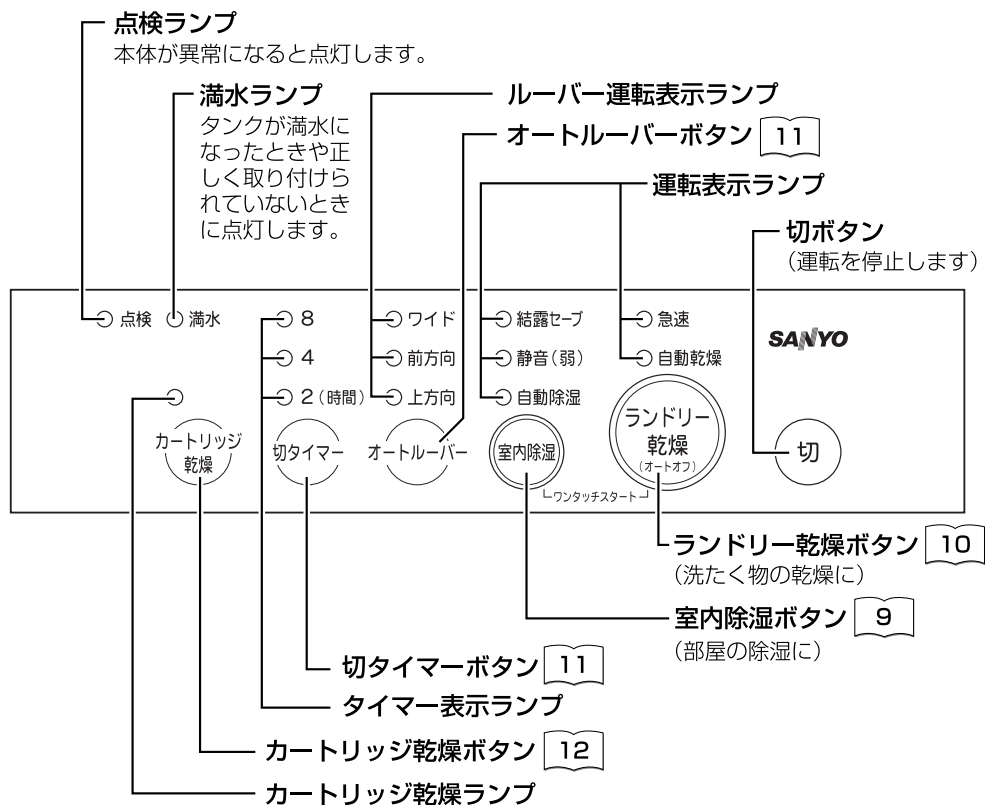 点検ランプ
本体が異常になると点灯します。
満水ランプ
タンクが満水に
なったときや正
しく取り付けら
れていないとき
に点灯します。
ルーバー運転表示ランプ
オートルーバーボタン 11
運転表示ランプ
切ボタン
（運転を停止します）
点検 満水 8 ワイド 結露セーブ 急速
SANYO
4 前方向 静音（弱） 自動乾燥
2（時間） 上方向 自動除湿
カートリッジ
乾燥
切タイマー
オートルーバー
室内除湿
ランドリー
乾燥
（オートオフ）
切
ワンタッチスタート
ランドリー乾燥ボタン 10
（洗たく物の乾燥に）
室内除湿ボタン 9
（部屋の除湿に）
切タイマーボタン 11
タイマー表示ランプ
カートリッジ乾燥ボタン 12
カートリッジ乾燥ランプ